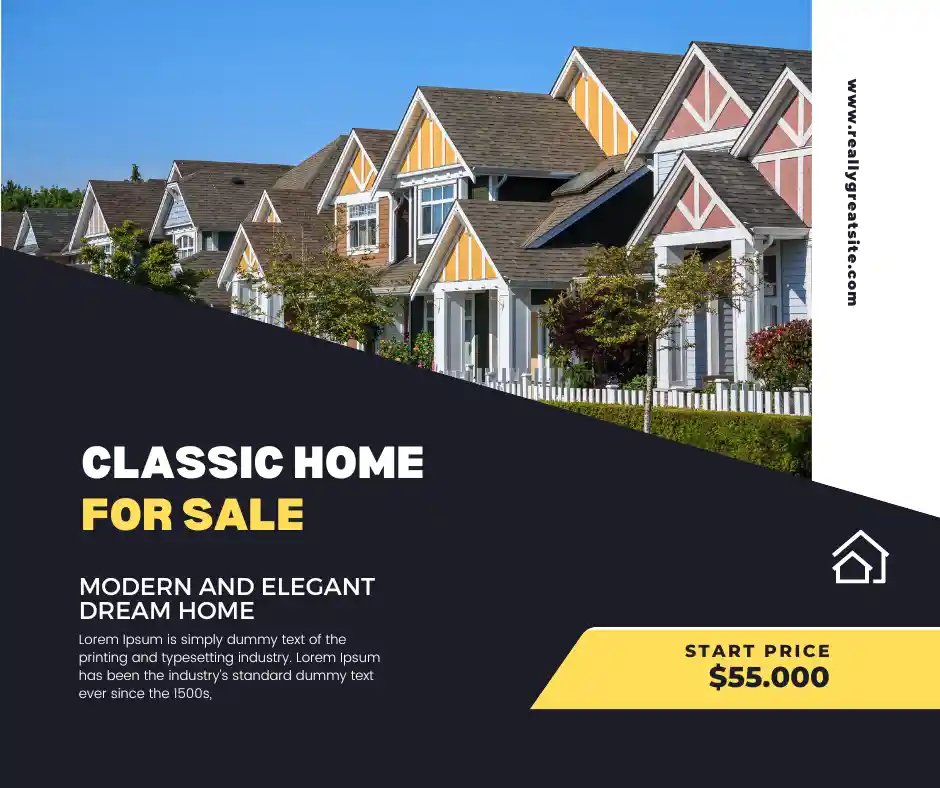 www.reallygreatsite.com
CLASSIC HOME
FOR SALE
MODERN AND ELEGANT
DREAM HOME
Lorem Ipsum is simply dummy text of the
printing and typesetting industry. Lorem Ipsum
has been the industry's standard dummy text
ever since the 1500s,
START PRICE
$55.000